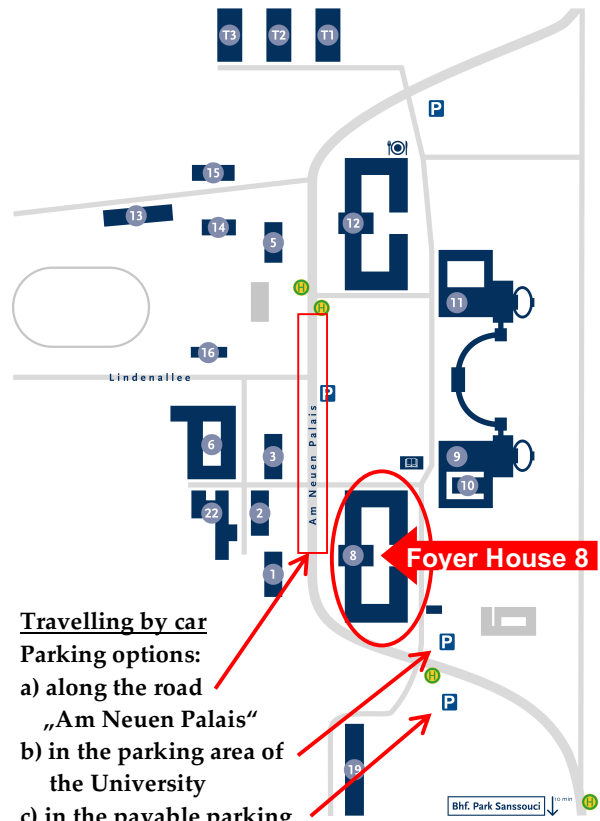 T3 T2 T1
P
15
13
14
12
5
H
11
H
16
Lindenallee
P
Am Neuen Palais
6
3
9
10
22
2
8
Foyer House 8
1
Travelling by car
Parking options:
a) along the road
„Am Neuen Palais“
b) in the parking area of
the University
c) in the payable parking
P
H
P
19
Bhf. Park Sanssouci
10 min
H